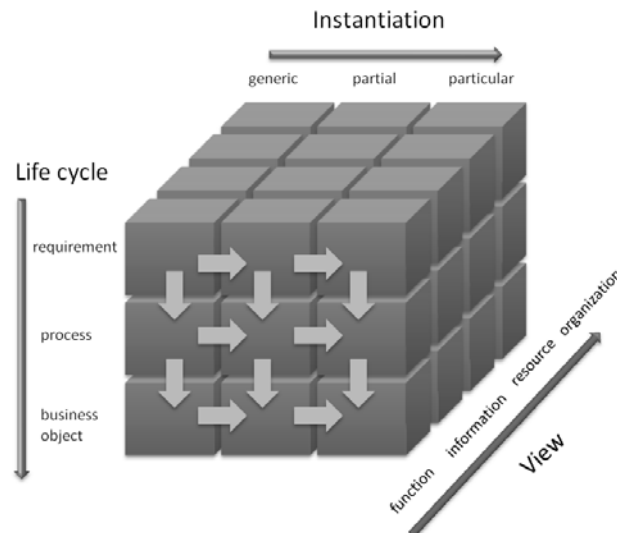 Instantiation
generic partial particular
Life cycle
requirement
process
business
object
function information resource organization
View